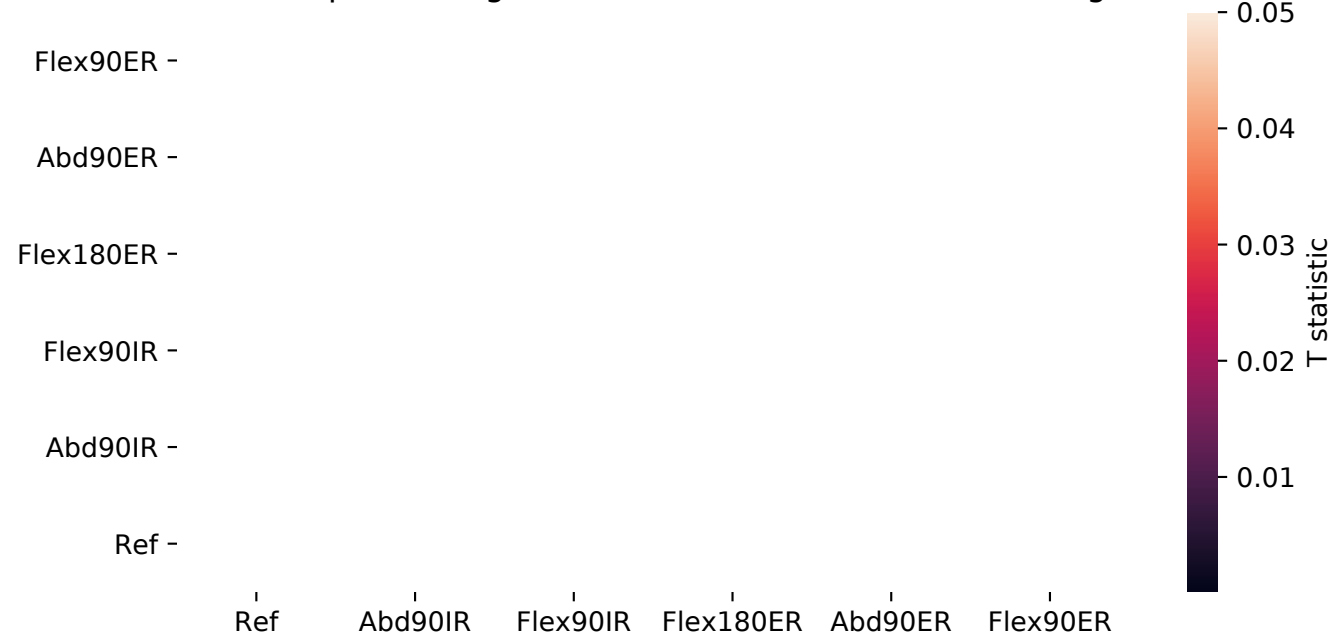 Flex90ER
Abd90ER
Flex180ER
Flex90IR
Abd90IR
Ref
Ref Abd90IR Flex90IR Flex180ER Abd90ER Flex90ER
0.05
0.04
0.03
0.02
0.01
T statistic